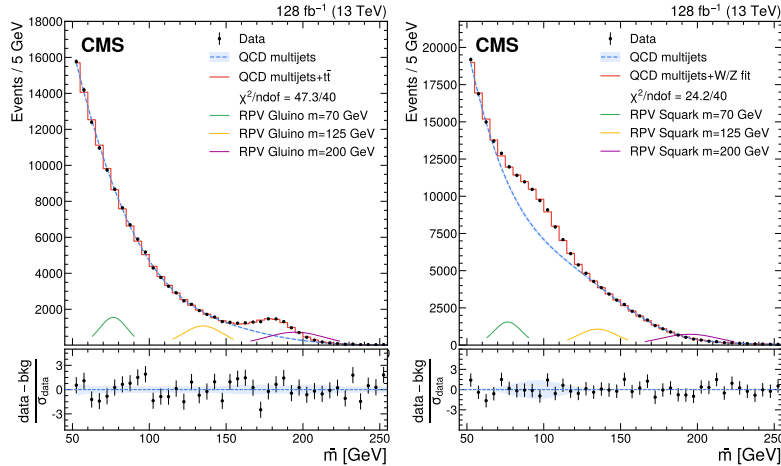 128 fb⁻¹ (13 TeV)
CMS
Events / 5 GeV
18000
16000
14000
12000
10000
8000
6000
4000
2000
Data
QCD multijets
QCD multijets+tt̄
χ²/ndof = 47.3/40
RPV Gluino m=70 GeV
RPV Gluino m=125 GeV
RPV Gluino m=200 GeV
data − bkg
σdata
3
0
−3
50 100 150 200 250
m̄ [GeV]
128 fb⁻¹ (13 TeV)
CMS
Events / 5 GeV
20000
17500
15000
12500
10000
7500
5000
2500
0
Data
QCD multijets
QCD multijets+W/Z fit
χ²/ndof = 24.2/40
RPV Squark m=70 GeV
RPV Squark m=125 GeV
RPV Squark m=200 GeV
data − bkg
σdata
3
0
−3
50 100 150 200 250
m̄ [GeV]